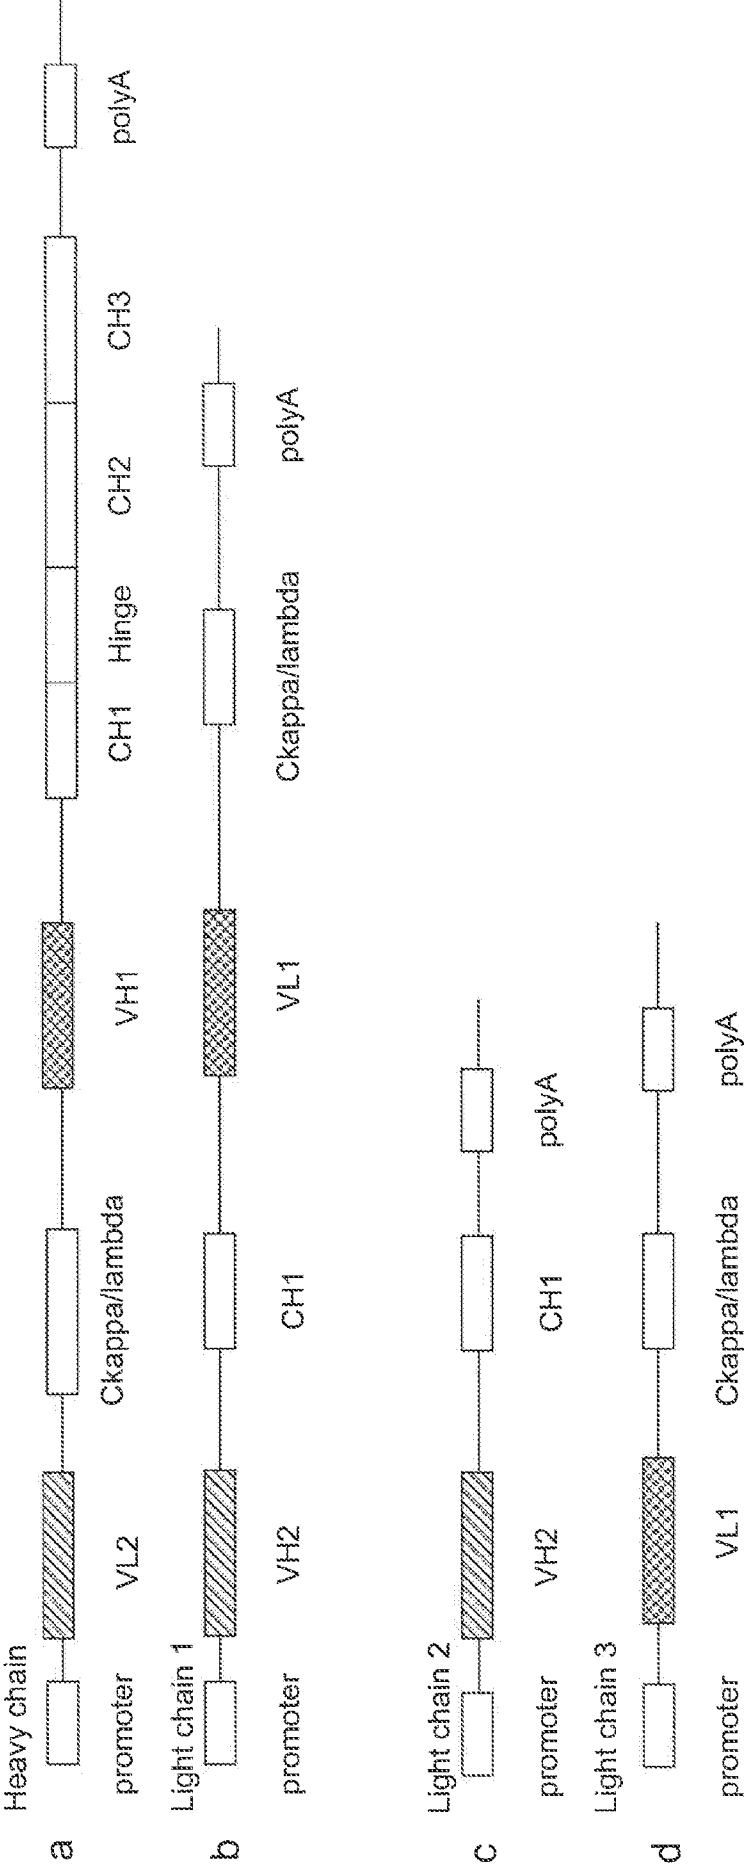 Heavy chain
a
promoter VL2 Ckappa/lambda VH1 CH1 Hinge CH2 CH3 polyA
Light chain 1
b
promoter VH2 CH1 VL1 Ckappa/lambda polyA
Light chain 2
c
promoter VH2 CH1 polyA
Light chain 3
d
promoter VL1 Ckappa/lambda polyA